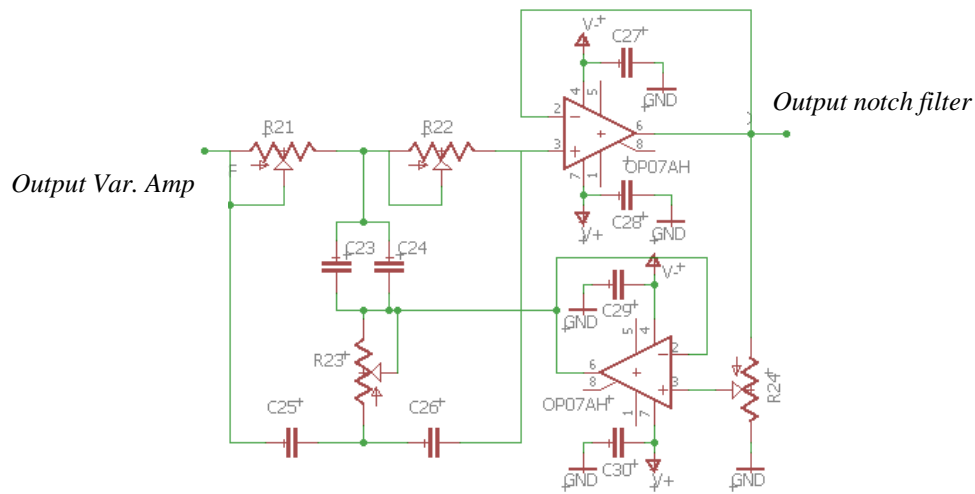 V-
C27
4
5
GND
Output notch filter
R21
R22
2
6
3
8
OP07AH
F
7
1
Output Var. Amp
C28
V+
GND
C23
C24
V-
C29
GND
5
4
R23
2
6
3
8
OP07AH
R24
1
7
C25
C26
GND
C30
V+
GND